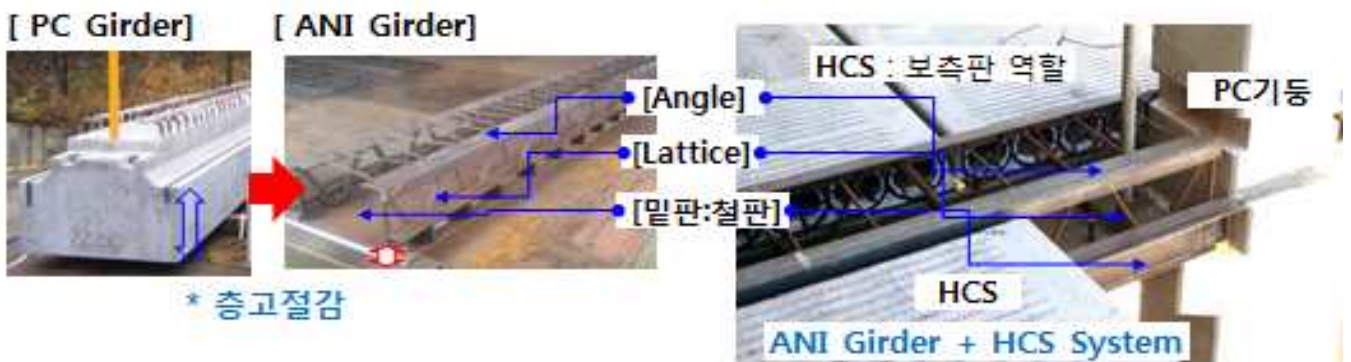 [ PC Girder]
[ ANI Girder]
HCS : 보측판 역할
PC기둥
[Angle]
[Lattice]
[밑판:철판]
* 층고절감
HCS
ANI Girder + HCS System